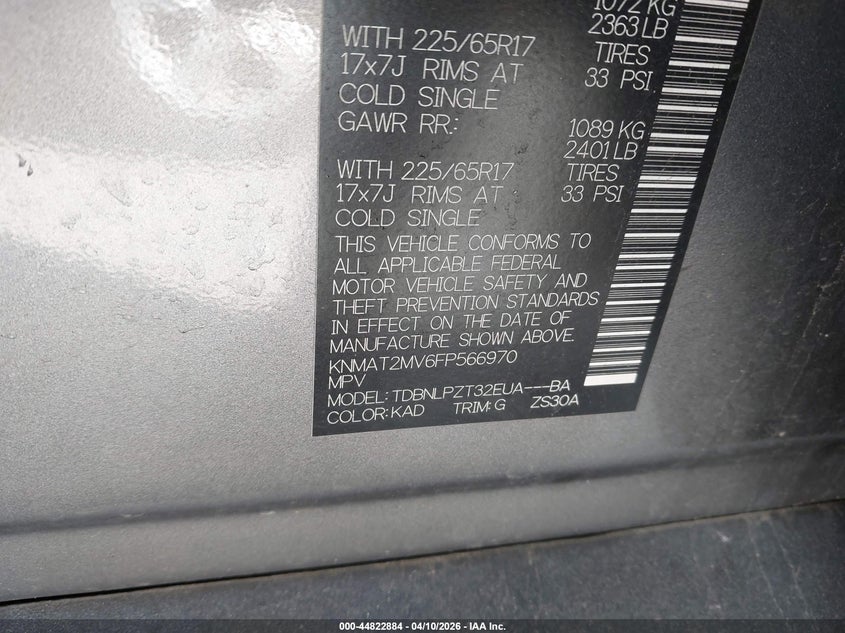 1072 KG
2363 LB
WITH 225/65R17 TIRES
17x7J RIMS AT 33 PSI
COLD SINGLE
GAWR RR.: 1089 KG
2401 LB
WITH 225/65R17 TIRES
17x7J RIMS AT 33 PSI
COLD SINGLE
THIS VEHICLE CONFORMS TO
ALL APPLICABLE FEDERAL
MOTOR VEHICLE SAFETY AND
THEFT PREVENTION STANDARDS
IN EFFECT ON THE DATE OF
MANUFACTURE SHOWN ABOVE.
KNMAT2MV6FP566970
MPV
MODEL: TDBNLPZT32EUA---BA
COLOR: KAD TRIM: G ZS30A
000-44822884 - 04/10/2026 - IAA Inc.